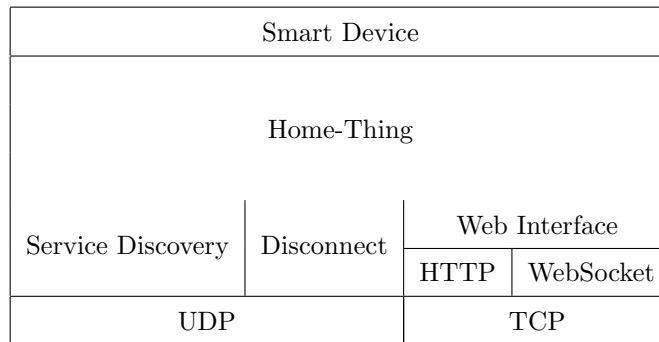 Smart Device
Home-Thing
Service Discovery
Disconnect
Web Interface
HTTP
WebSocket
UDP
TCP